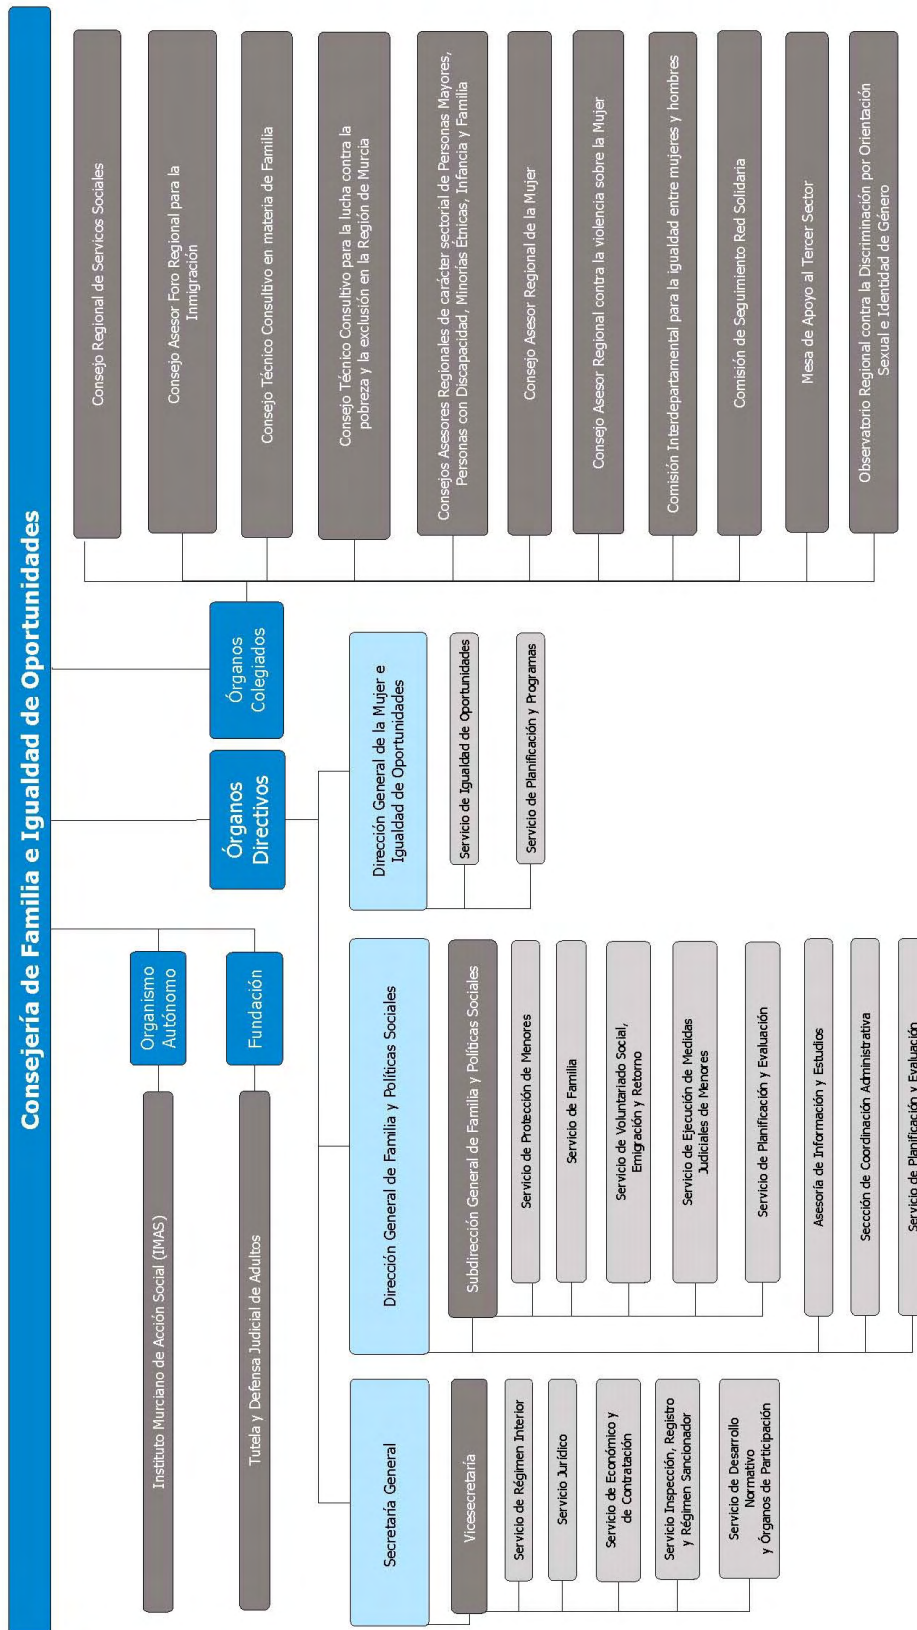 Consejería de Familia e Igualdad de Oportunidades
Organismo
Autónomo
Instituto Murciano de Acción Social (IMAS)
Fundación
Tutela y Defensa Judicial de Adultos
Órganos
Directivos
Órganos
Colegiados
Secretaría General
Vicesecretaría
Servicio de Régimen Interior
Servicio Jurídico
Servicio de Económico y
de Contratación
Servicio Inspección, Registro
y Régimen Sancionador
Servicio de Desarrollo
Normativo
y Órganos de Participación
Dirección General de Familia y Políticas Sociales
Subdirección General de Familia y Políticas Sociales
Servicio de Protección de Menores
Servicio de Familia
Servicio de Voluntariado Social,
Emigración y Retorno
Servicio de Ejecución de Medidas
Judiciales de Menores
Servicio de Planificación y Evaluación
Asesoría de Información y Estudios
Seccción de Coordinación Administrativa
Servicio de Planificación y Evaluación
Dirección General de la Mujer e
Igualdad de Oportunidades
Servicio de Igualdad de Oportunidades
Servicio de Planificación y Programas
Consejo Regional de Servicos Sociales
Consejo Asesor Foro Regional para la
Inmigración
Consejo Técnico Consultivo en materia de Familia
Consejo Técnico Consultivo para la lucha contra la
pobreza y la exclusión en la Región de Murcia
Consejos Asesores Regionales de carácter sectorial de Personas Mayores,
Personas con Discapacidad, Minorías Étnicas, Infancia y Familia
Consejo Asesor Regional de la Mujer
Consejo Asesor Regional contra la violencia sobre la Mujer
Comisión Interdepartamental para la igualdad entre mujeres y hombres
Comisión de Seguimiento Red Solidaria
Mesa de Apoyo al Tercer Sector
Observatorio Regional contra la Discriminación por Orientación
Sexual e Identidad de Género